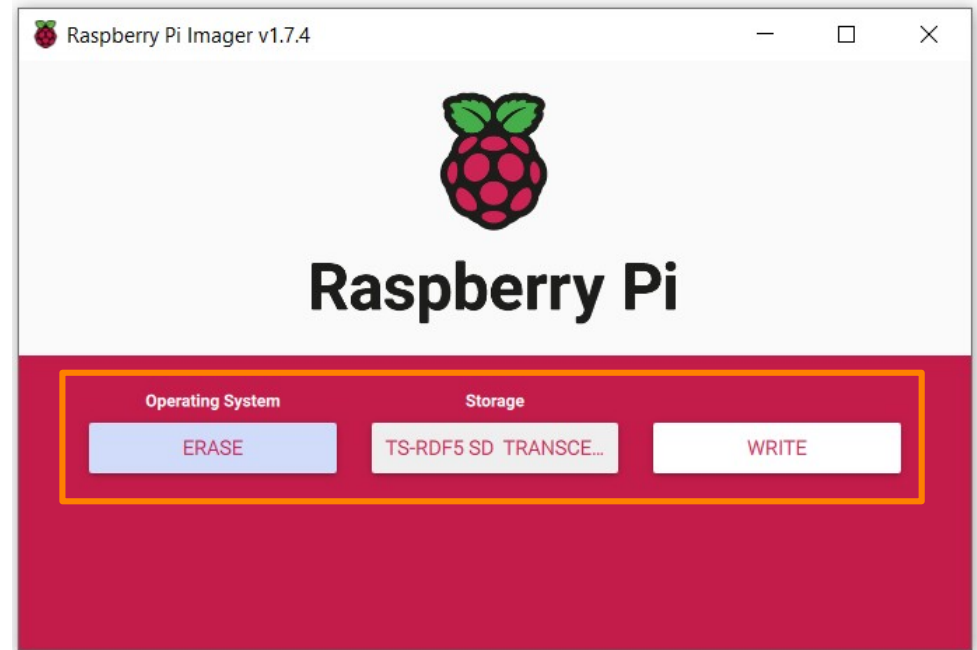 Raspberry Pi Imager v1.7.4
Raspberry Pi
Operating System
Storage
ERASE
TS-RDF5 SD TRANSCE...
WRITE